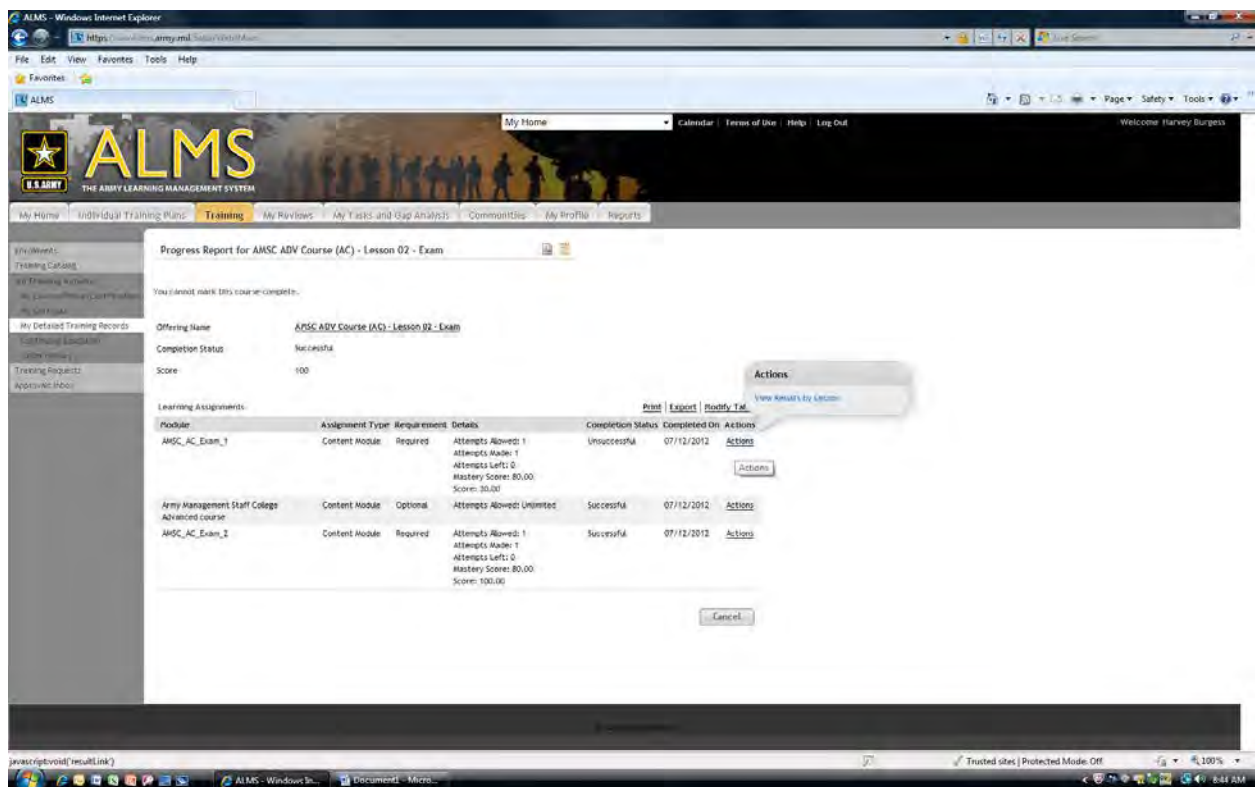 ALMS - Windows Internet Explorer
File Edit View Favorites Tools Help
Favorites
ALMS
Page Safety Tools
My Home Calendar Terms of Use Help Log Out Welcome Harvey Burgess
U.S. ARMY
ALMS
THE ARMY LEARNING MANAGEMENT SYSTEM
My Home Individual Training Plans Training My Reviews My Tasks and Gap Analysis Communities My Profile Reports
Enrollments
Training Catalog
My Detailed Training Records
Training Requests
Approval Inbox
Progress Report for AMSC ADV Course (AC) - Lesson 02 - Exam
You cannot mark this course complete.
Offering Name AMSC ADV Course (AC) - Lesson 02 - Exam
Completion Status Successful
Score 100
Actions
View Results by Lesson
Learning Assignments Print Export Modify
Module Assignment Type Requirement Details Completion Status Completed On Actions
AMSC_AC_Exam_1 Content Module Required Attempts Allowed: 1 Unsuccessful 07/12/2012 Actions
Attempts Made: 1
Attempts Left: 0
Mastery Score: 80.00
Score: 30.00
Actions
Army Management Staff College Content Module Optional Attempts Allowed: Unlimited Successful 07/12/2012 Actions
Advanced course
AMSC_AC_Exam_2 Content Module Required Attempts Allowed: 1 Successful 07/12/2012 Actions
Attempts Made: 1
Attempts Left: 0
Mastery Score: 80.00
Score: 100.00
Cancel
javascript:void('resultLink') Trusted sites | Protected Mode: Off 100%
ALMS - Windows In... Document1 - Micro... 8:44 AM